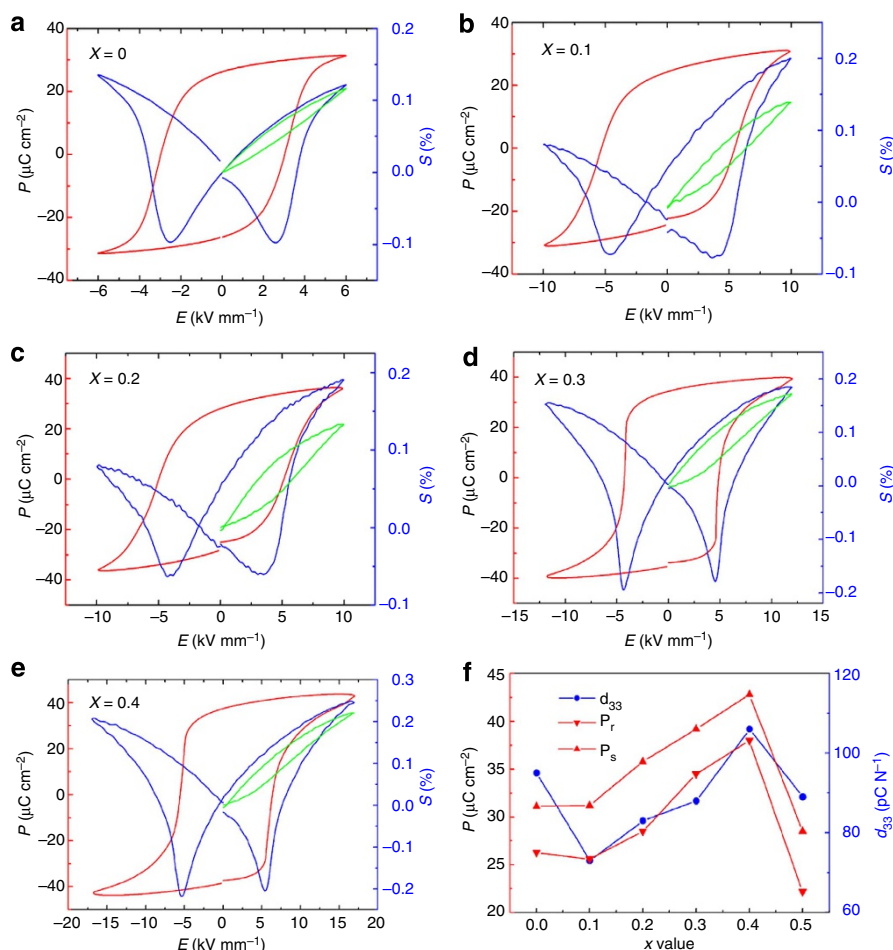 a
X = 0
40
20
0
−20
−40
P (μC cm−2)
0.2
0.1
0.0
−0.1
S (%)
−6 −4 −2 0 2 4 6
E (kV mm−1)
b
X = 0.1
40
20
0
−20
−40
P (μC cm−2)
0.2
0.1
0.0
−0.1
S (%)
−10 −5 0 5 10
E (kV mm−1)
c
X = 0.2
40
20
0
−20
−40
P (μC cm−2)
0.2
0.1
0.0
−0.1
S (%)
−10 −5 0 5 10
E (kV mm−1)
d
X = 0.3
40
20
0
−20
−40
P (μC cm−2)
0.2
0.1
0.0
−0.1
−0.2
S (%)
−15 −10 −5 0 5 10 15
E (kV mm−1)
e
X = 0.4
40
20
0
−20
−40
P (μC cm−2)
0.3
0.2
0.1
0.0
−0.1
−0.2
S (%)
−20 −15 −10 −5 0 5 10 15 20
E (kV mm−1)
f
d33
Pr
Ps
45
40
35
30
25
20
P (μC cm−2)
120
100
80
60
d33 (pC N−1)
0.0 0.1 0.2 0.3 0.4 0.5
x value